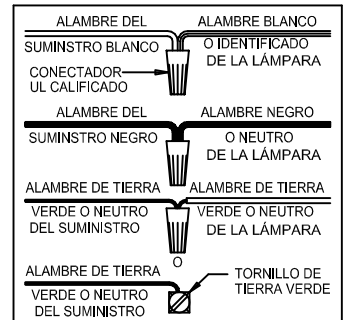 ALAMBRE DEL ALAMBRE BLANCO
SUMINSTRO BLANCO O IDENTIFICADO
DE LA LÁMPARA
CONECTADOR
UL CALIFICADO
ALAMBRE DEL ALAMBRE NEGRO
SUMINSTRO NEGRO O NEUTRO
DE LA LÁMPARA
ALAMBRE DE TIERRA ALAMBRE DE TIERRA
VERDE O NEUTRO VERDE O NEUTRO
DEL SUMINISTRO DE LA LÁMPARA
O
ALAMBRE DE TIERRA TORNILLO DE
TIERRA VERDE
VERDE O NEUTRO
DEL SUMINISTRO